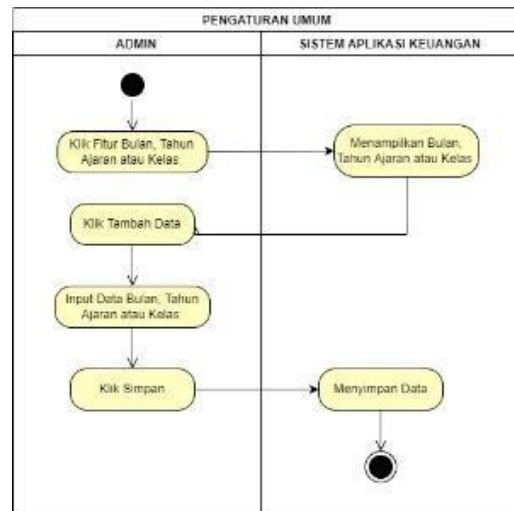 PENGATURAN UMUM
ADMIN
SISTEM APLIKASI KEUANGAN
Klik Fitur Bulan, Tahun
Ajaran atau Kelas
Menampilkan Bulan,
Tahun Ajaran atau Kelas
Klik Tambah Data
Input Data Bulan, Tahun
Ajaran atau Kelas
Klik Simpan
Menyimpan Data